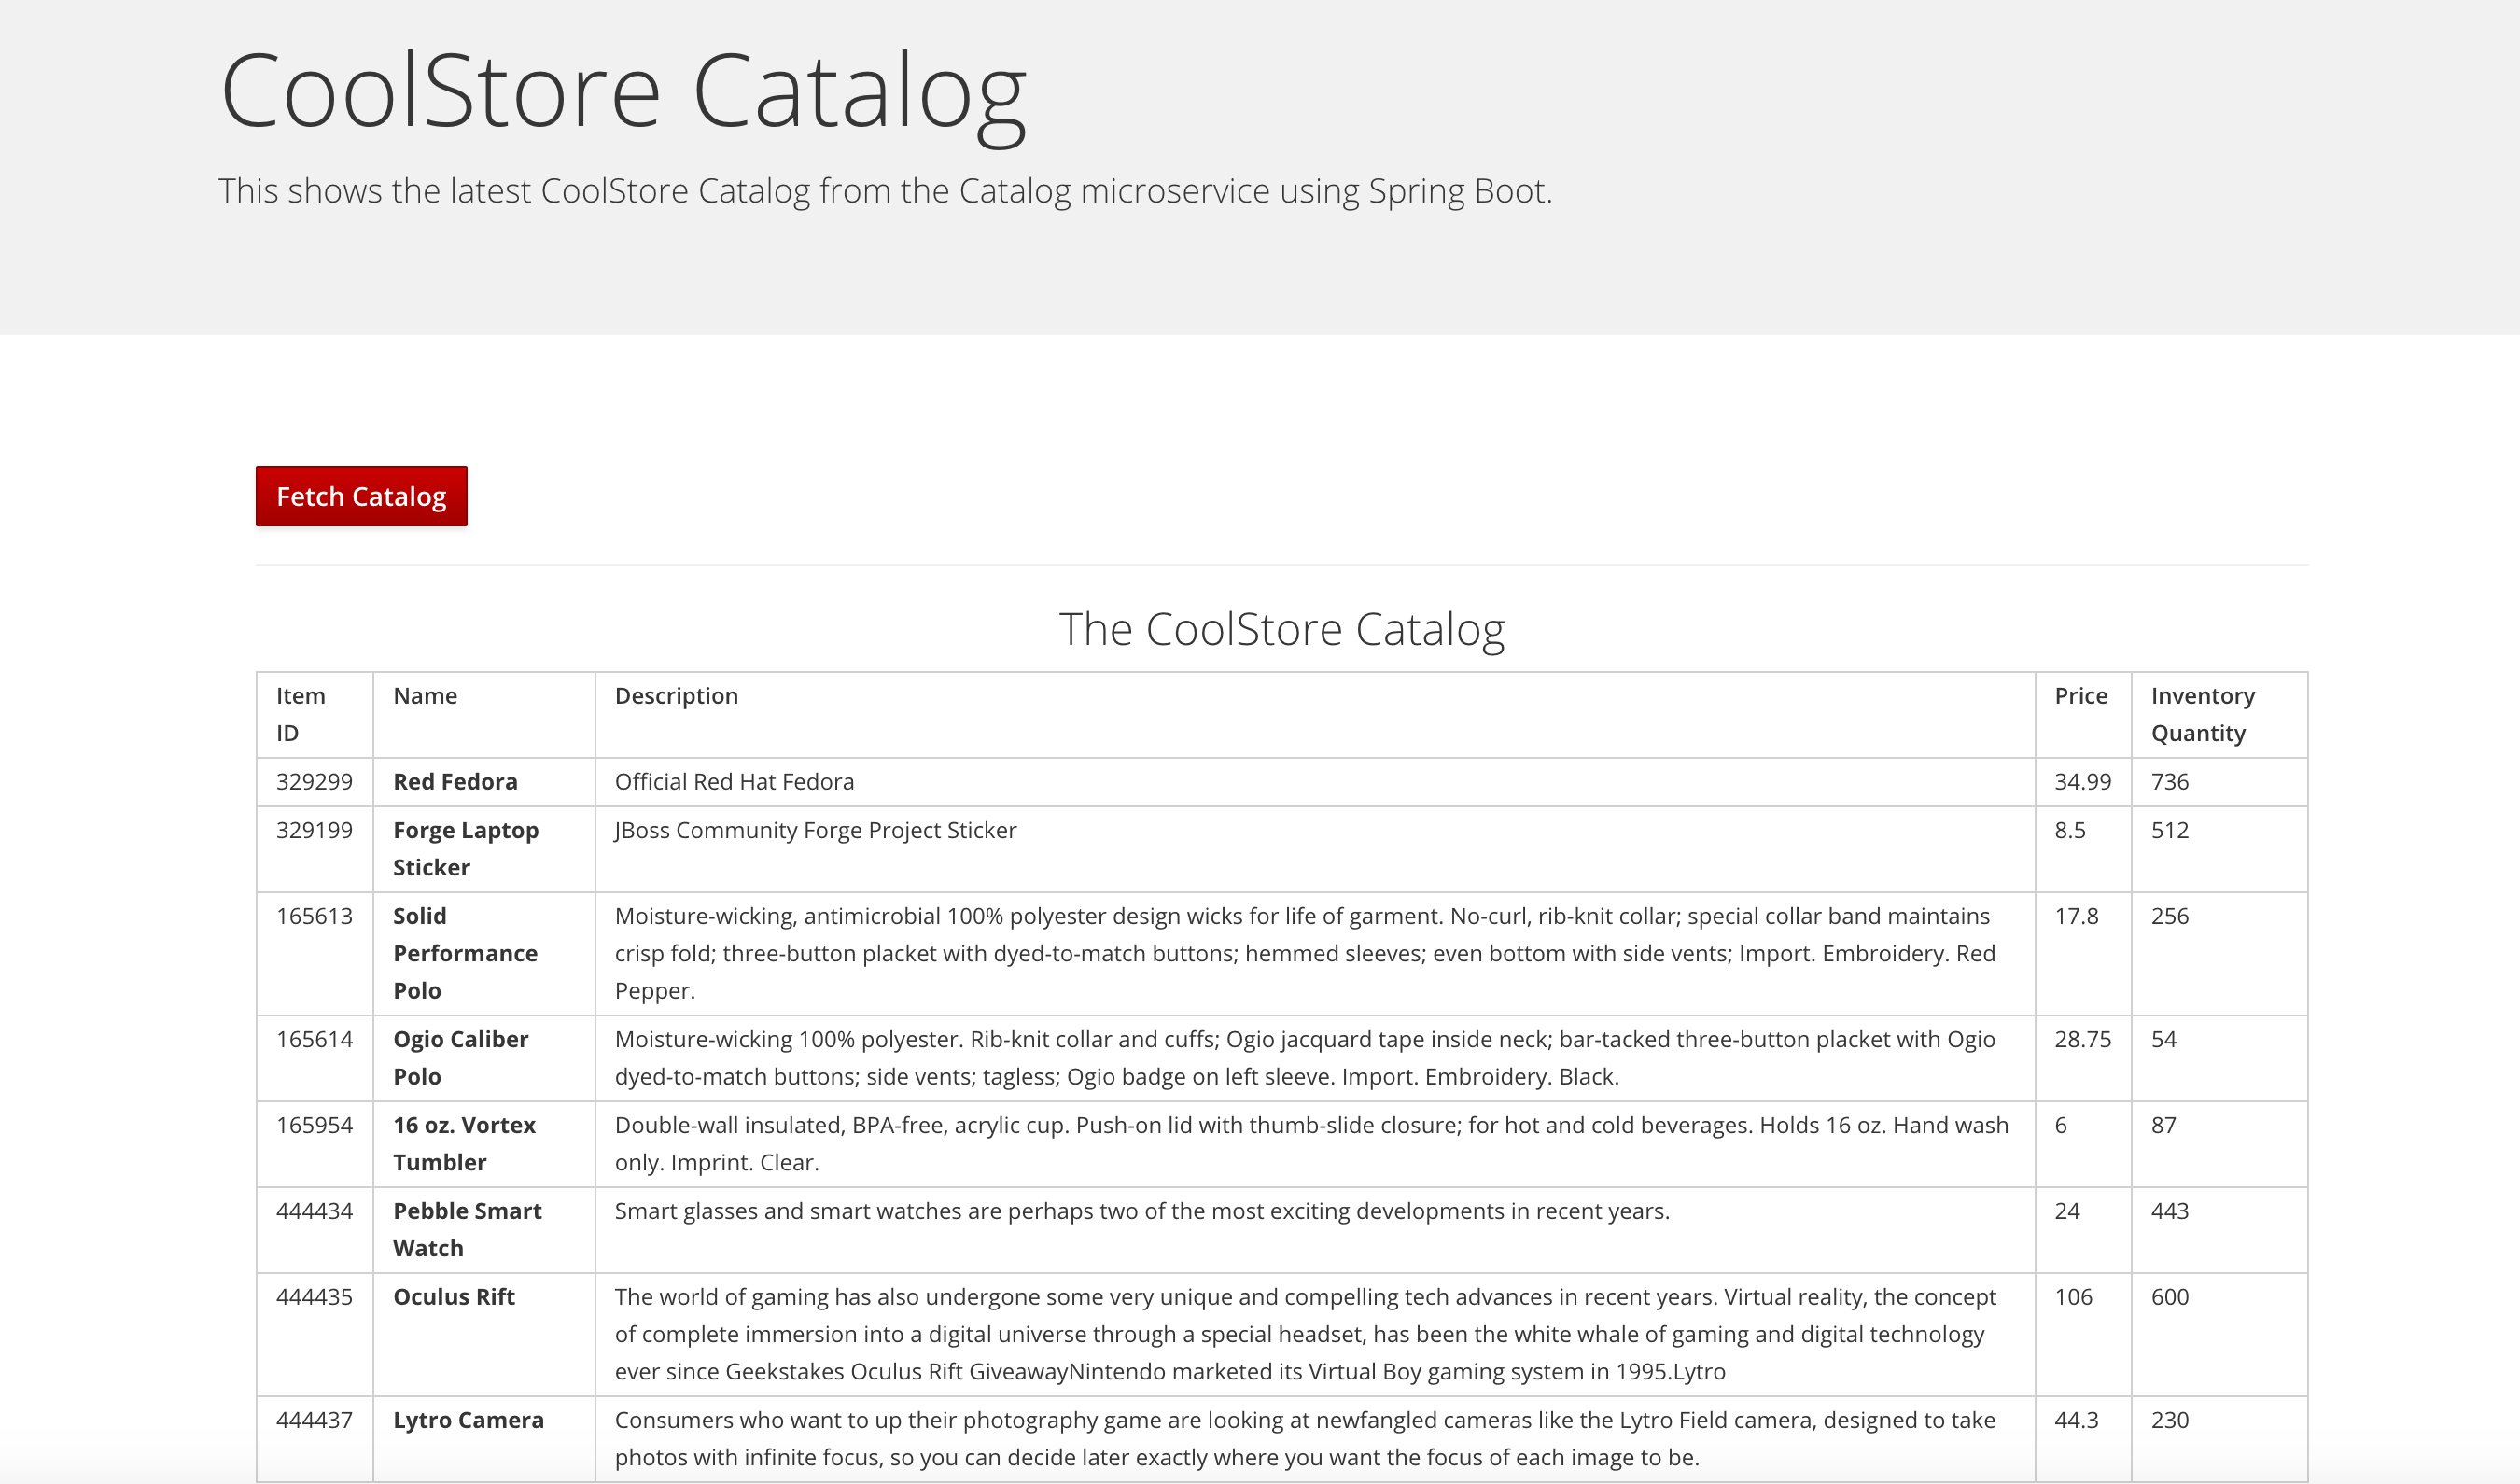 CoolStore Catalog
This shows the latest CoolStore Catalog from the Catalog microservice using Spring Boot.
Fetch Catalog
The CoolStore Catalog
Item ID Name Description Price Inventory Quantity
329299 Red Fedora Official Red Hat Fedora 34.99 736
329199 Forge Laptop Sticker JBoss Community Forge Project Sticker 8.5 512
165613 Solid Performance Polo Moisture-wicking, antimicrobial 100% polyester design wicks for life of garment. No-curl, rib-knit collar; special collar band maintains crisp fold; three-button placket with dyed-to-match buttons; hemmed sleeves; even bottom with side vents; Import. Embroidery. Red Pepper. 17.8 256
165614 Ogio Caliber Polo Moisture-wicking 100% polyester. Rib-knit collar and cuffs; Ogio jacquard tape inside neck; bar-tacked three-button placket with Ogio dyed-to-match buttons; side vents; tagless; Ogio badge on left sleeve. Import. Embroidery. Black. 28.75 54
165954 16 oz. Vortex Tumbler Double-wall insulated, BPA-free, acrylic cup. Push-on lid with thumb-slide closure; for hot and cold beverages. Holds 16 oz. Hand wash only. Imprint. Clear. 6 87
444434 Pebble Smart Watch Smart glasses and smart watches are perhaps two of the most exciting developments in recent years. 24 443
444435 Oculus Rift The world of gaming has also undergone some very unique and compelling tech advances in recent years. Virtual reality, the concept of complete immersion into a digital universe through a special headset, has been the white whale of gaming and digital technology ever since Geekstakes Oculus Rift GiveawayNintendo marketed its Virtual Boy gaming system in 1995.Lytro 106 600
444437 Lytro Camera Consumers who want to up their photography game are looking at newfangled cameras like the Lytro Field camera, designed to take photos with infinite focus, so you can decide later exactly where you want the focus of each image to be. 44.3 230